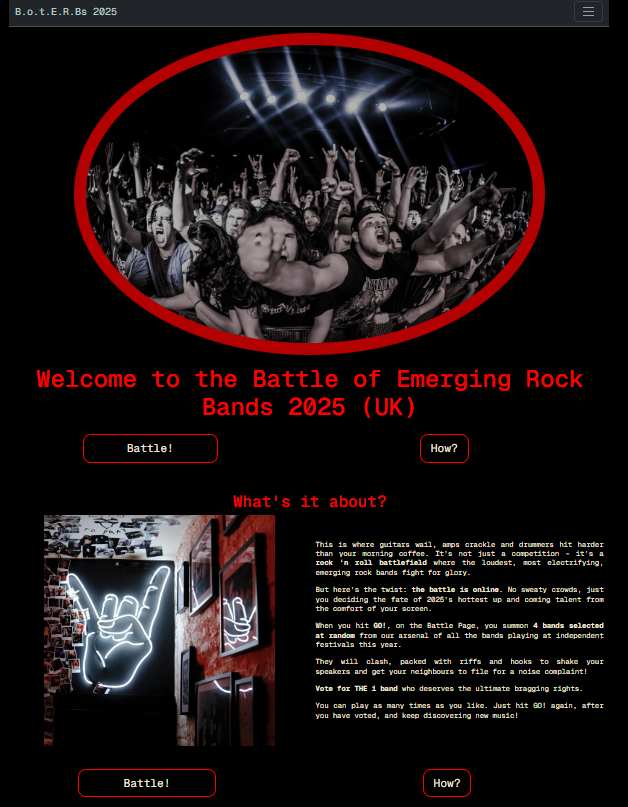 B.o.t.E.R.Bs 2025
Welcome to the Battle of Emerging Rock
Bands 2025 (UK)
Battle!
How?
What's it about?
This is where guitars wail, amps crackle and drummers hit harder
than your morning coffee. It's not just a competition – it's a
rock 'n roll battlefield where the loudest, most electrifying,
emerging rock bands fight for glory.
But here's the twist: the battle is online. No sweaty crowds, just
you deciding the fate of 2025's hottest up and coming talent from
the comfort of your screen.
When you hit GO!, on the Battle Page, you summon 4 bands selected
at random from our arsenal of all the bands playing at independent
festivals this year.
They will clash, packed with riffs and hooks to shake your
speakers and get your neighbours to file for a noise complaint!
Vote for THE 1 band who deserves the ultimate bragging rights.
You can play as many times as you like. Just hit GO! again, after
you have voted, and keep discovering new music!
Battle!
How?